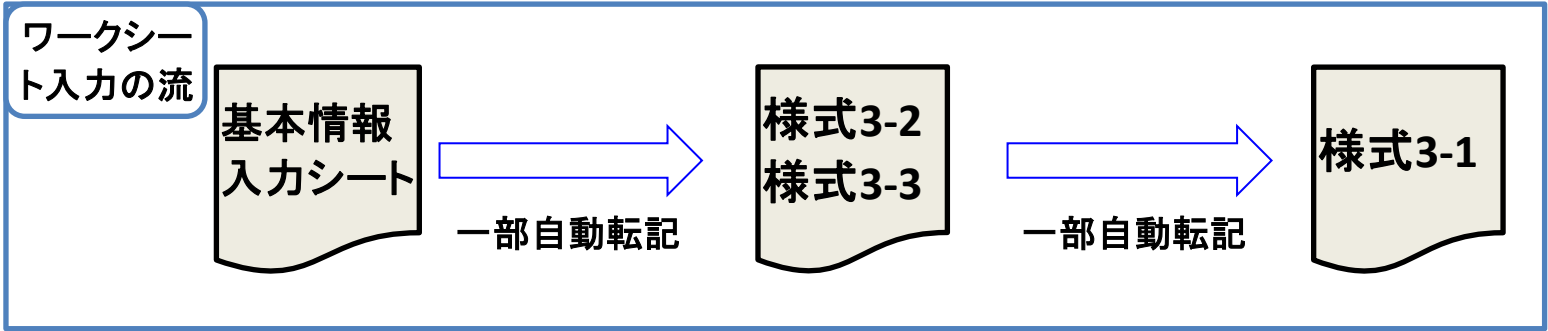 ワークシー
ト入力の流
基本情報
入力シート
一部自動転記
様式3-2
様式3-3
一部自動転記
様式3-1